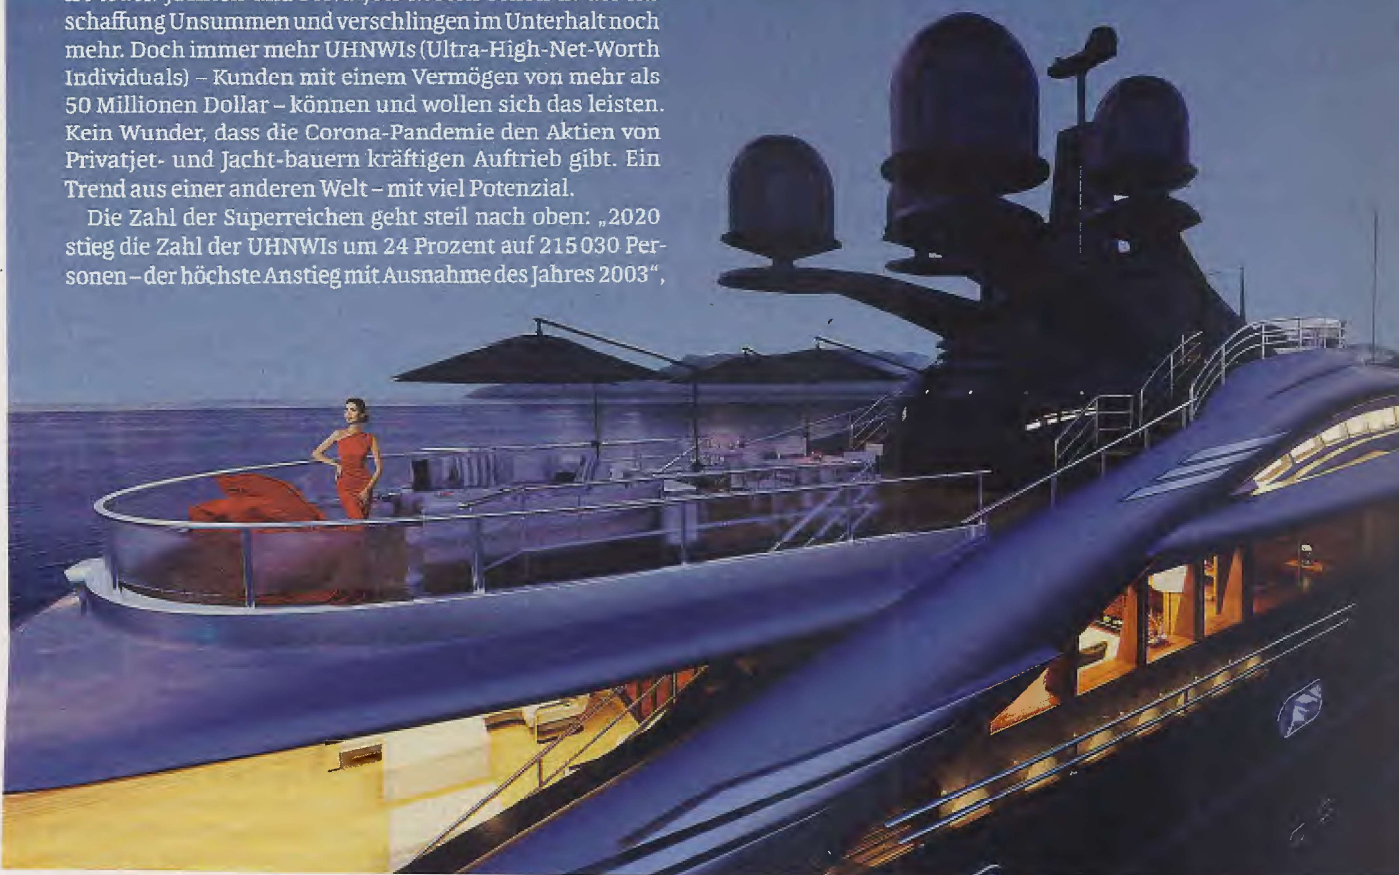 schaffung Unsummen und verschlingen im Unterhalt noch
mehr. Doch immer mehr UHNWIs (Ultra-High-Net-Worth
Individuals) – Kunden mit einem Vermögen von mehr als
50 Millionen Dollar – können und wollen sich das leisten.
Kein Wunder, dass die Corona-Pandemie den Aktien von
Privatjet- und Jacht-bauern kräftigen Auftrieb gibt. Ein
Trend aus einer anderen Welt – mit viel Potenzial.
Die Zahl der Superreichen geht steil nach oben: „2020
stieg die Zahl der UHNWIs um 24 Prozent auf 215 030 Per-
sonen – der höchste Anstieg mit Ausnahme des Jahres 2003“,